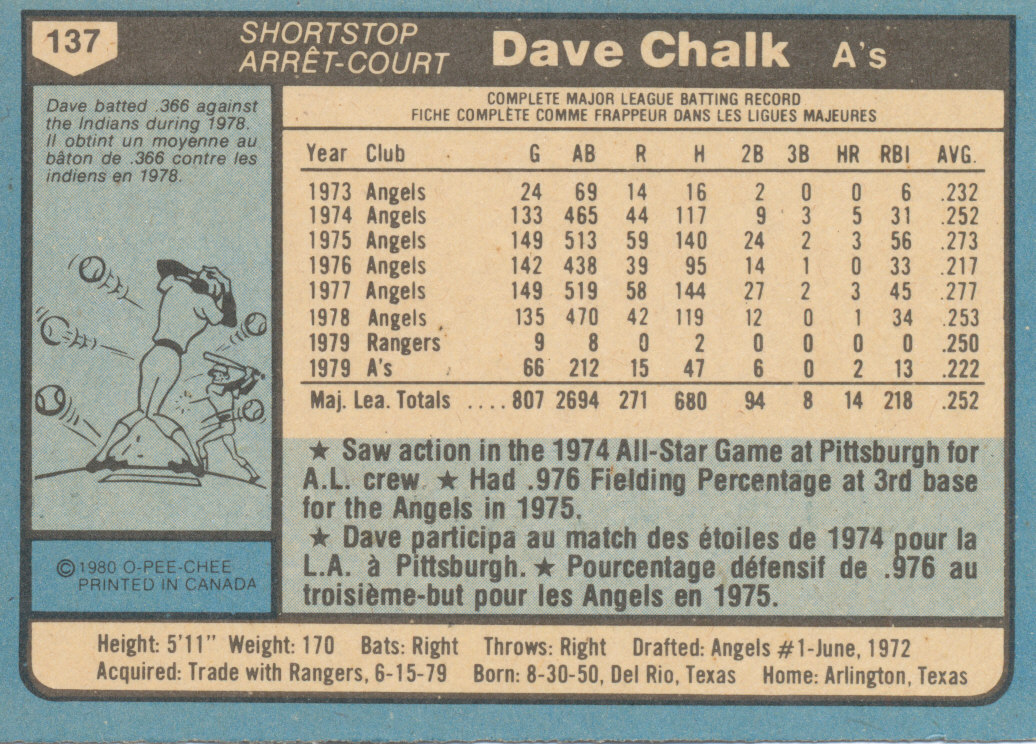 137
SHORTSTOP
ARRÊT-COURT
Dave Chalk A's
Dave batted .366 against
the Indians during 1978.
Il obtint un moyenne au
bâton de .366 contre les
indiens en 1978.
COMPLETE MAJOR LEAGUE BATTING RECORD
FICHE COMPLÈTE COMME FRAPPEUR DANS LES LIGUES MAJEURES
Year Club G AB R H 2B 3B HR RBI AVG.
1973 Angels 24 69 14 16 2 0 0 6 .232
1974 Angels 133 465 44 117 9 3 5 31 .252
1975 Angels 149 513 59 140 24 2 3 56 .273
1976 Angels 142 438 39 95 14 1 0 33 .217
1977 Angels 149 519 58 144 27 2 3 45 .277
1978 Angels 135 470 42 119 12 0 1 34 .253
1979 Rangers 9 8 0 2 0 0 0 0 .250
1979 A's 66 212 15 47 6 0 2 13 .222
Maj. Lea. Totals .... 807 2694 271 680 94 8 14 218 .252
★ Saw action in the 1974 All-Star Game at Pittsburgh for
A.L. crew ★ Had .976 Fielding Percentage at 3rd base
for the Angels in 1975.
★ Dave participa au match des étoiles de 1974 pour la
L.A. à Pittsburgh. ★ Pourcentage défensif de .976 au
troisième-but pour les Angels en 1975.
©1980 O-PEE-CHEE
PRINTED IN CANADA
Height: 5'11" Weight: 170 Bats: Right Throws: Right Drafted: Angels #1-June, 1972
Acquired: Trade with Rangers, 6-15-79 Born: 8-30-50, Del Rio, Texas Home: Arlington, Texas